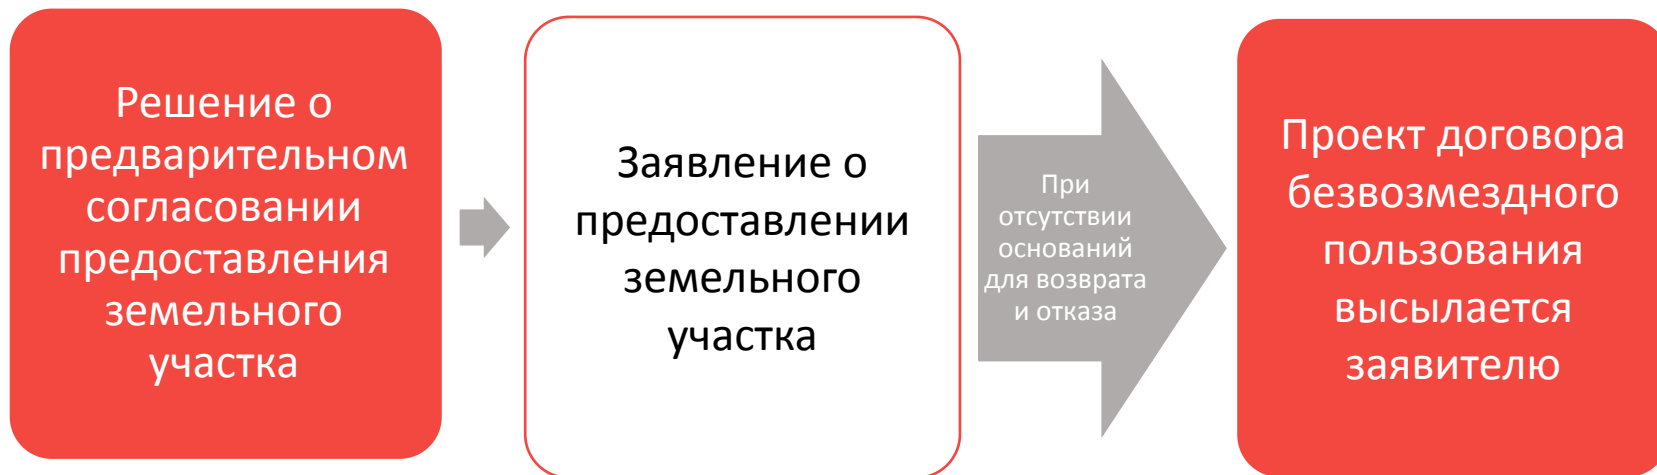 Решение о
предварительном
согласовании
предоставления
земельного
участка
Заявление о
предоставлении
земельного
участка
При
отсутствии
оснований
для возврата
и отказа
Проект договора
безвозмездного
пользования
высылается
заявителю